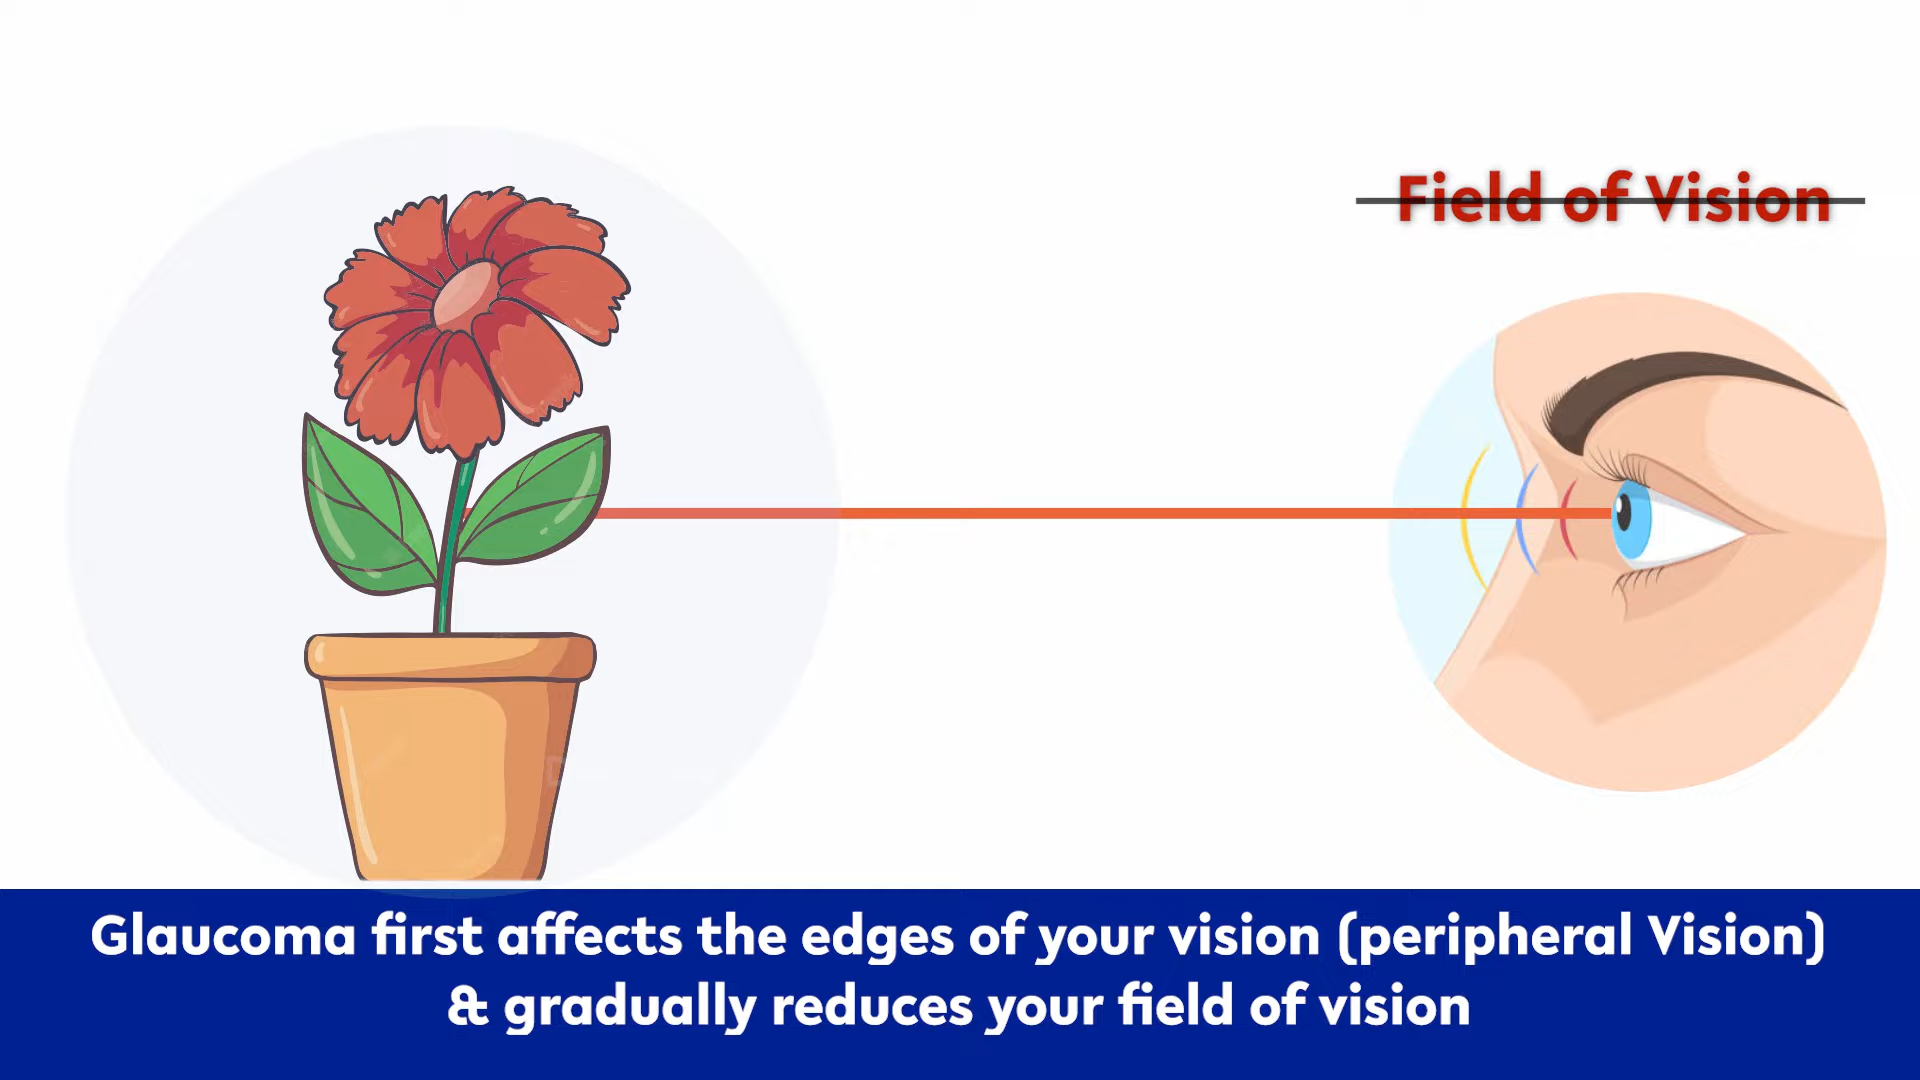 Field of Vision
Glaucoma first affects the edges of your vision (peripheral Vision)
& gradually reduces your field of vision